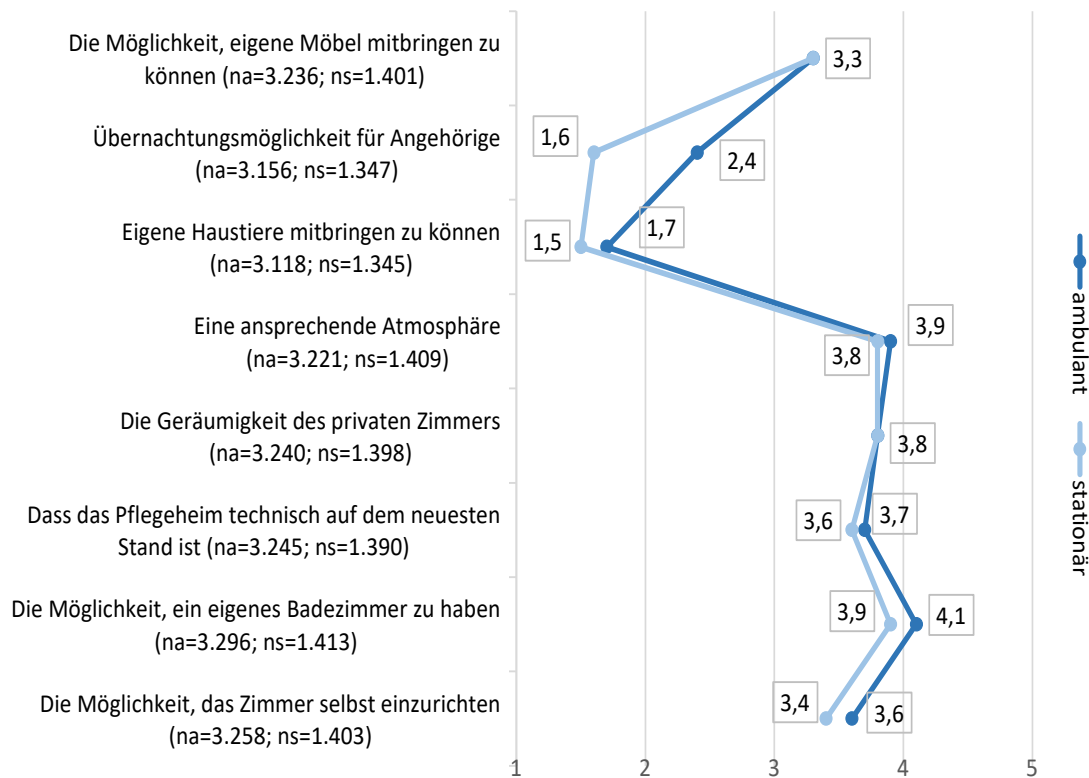 Die Möglichkeit, eigene Möbel mitbringen zu
können (na=3.236; ns=1.401)
3,3
Übernachtungsmöglichkeit für Angehörige
(na=3.156; ns=1.347)
1,6
2,4
Eigene Haustiere mitbringen zu können
(na=3.118; ns=1.345)
1,5
1,7
Eine ansprechende Atmosphäre
(na=3.221; ns=1.409)
3,8
3,9
Die Geräumigkeit des privaten Zimmers
(na=3.240; ns=1.398)
3,8
Dass das Pflegeheim technisch auf dem neuesten
Stand ist (na=3.245; ns=1.390)
3,6
3,7
Die Möglichkeit, ein eigenes Badezimmer zu haben
(na=3.296; ns=1.413)
3,9
4,1
Die Möglichkeit, das Zimmer selbst einzurichten
(na=3.258; ns=1.403)
3,4
3,6
1 2 3 4 5
ambulant
stationär